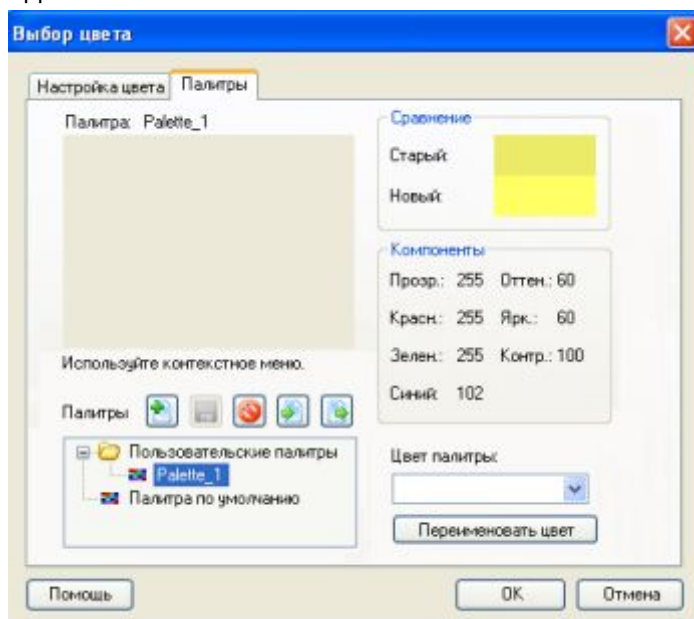 Выбор цвета
Настройка цвета Палитры
Палитра: Palette_1
Используйте контекстное меню.
Палитры
Пользовательские палитры
Palette_1
Палитра по умолчанию
Сравнение
Старый:
Новый:
Компоненты
Прозр.: 255 Оттен.: 60
Красн.: 255 Ярк.: 60
Зелен.: 255 Контр.: 100
Синий: 102
Цвет палитры:
Переименовать цвет
Помощь OK Отмена